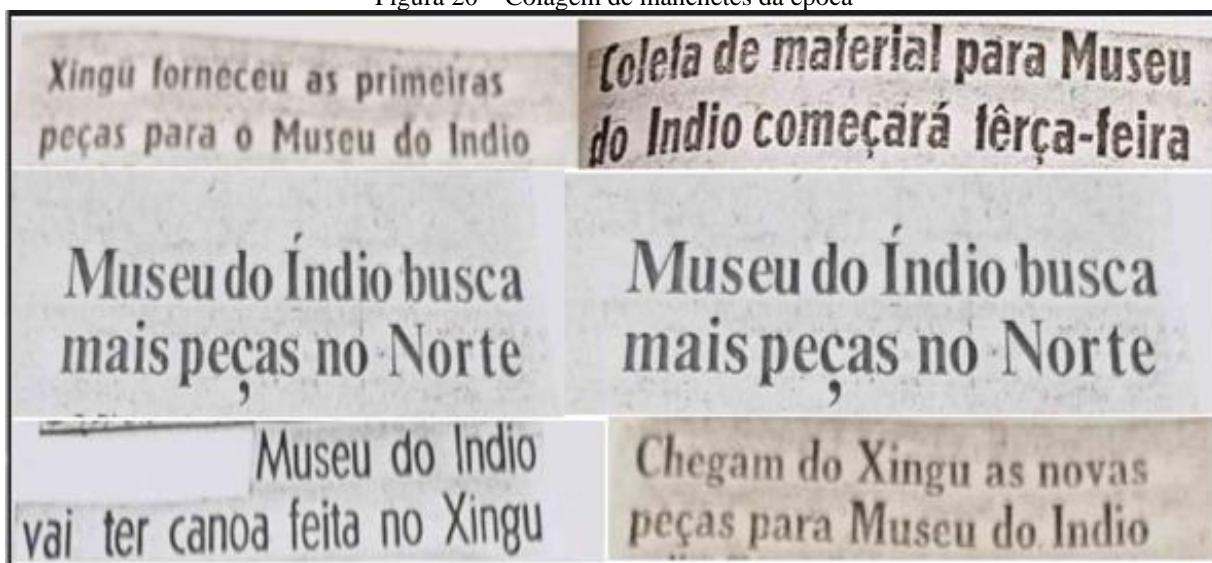 Figura 20 – Colagem de manchetes da época
Xingu forneceu as primeiras
peças para o Museu do Indio
Coleta de material para Museu
do Indio começará têrça-feira
Museu do Índio busca
mais peças no Norte
Museu do Índio busca
mais peças no Norte
Museu do Indio
vai ter canoa feita no Xingu
Chegam do Xingu as novas
peças para Museu do Indio